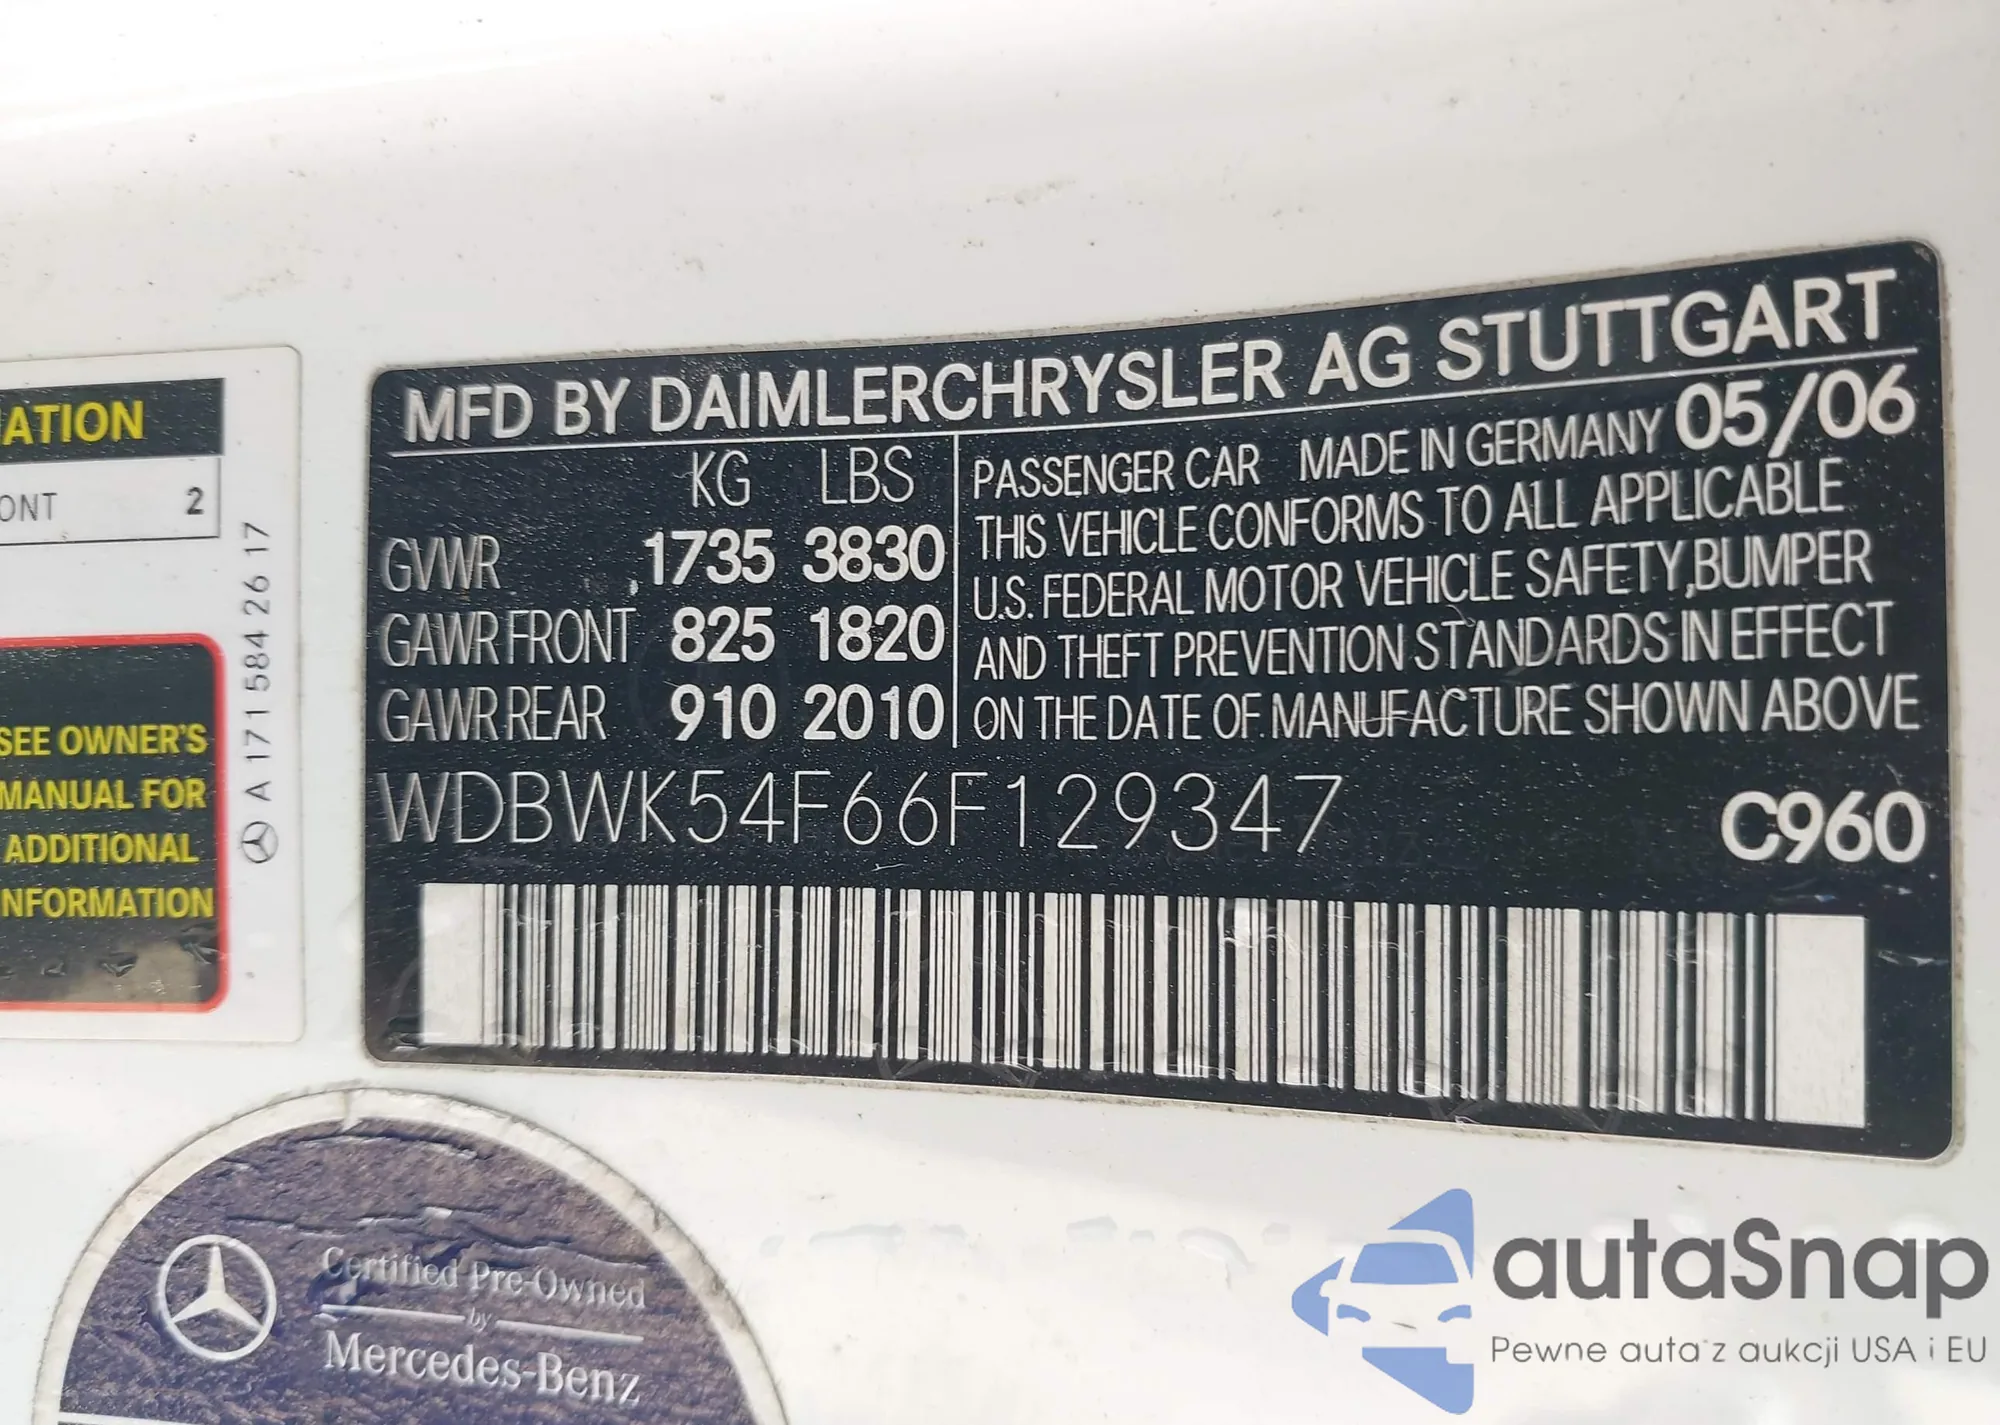 MFD BY DAIMLERCHRYSLER AG STUTTGART
KG LBS
GVWR 1735 3830
GAWR FRONT 825 1820
GAWR REAR 910 2010
PASSENGER CAR MADE IN GERMANY 05/06
THIS VEHICLE CONFORMS TO ALL APPLICABLE
U.S. FEDERAL MOTOR VEHICLE SAFETY,BUMPER
AND THEFT PREVENTION STANDARDS IN EFFECT
ON THE DATE OF MANUFACTURE SHOWN ABOVE
WDBWK54F66F129347 C960
ATION
ONT 2
SEE OWNER'S
MANUAL FOR
ADDITIONAL
NFORMATION
A 171 584 26 17
Certified Pre-Owned
by
Mercedes-Benz
autaSnap
Pewne auta z aukcji USA i EU